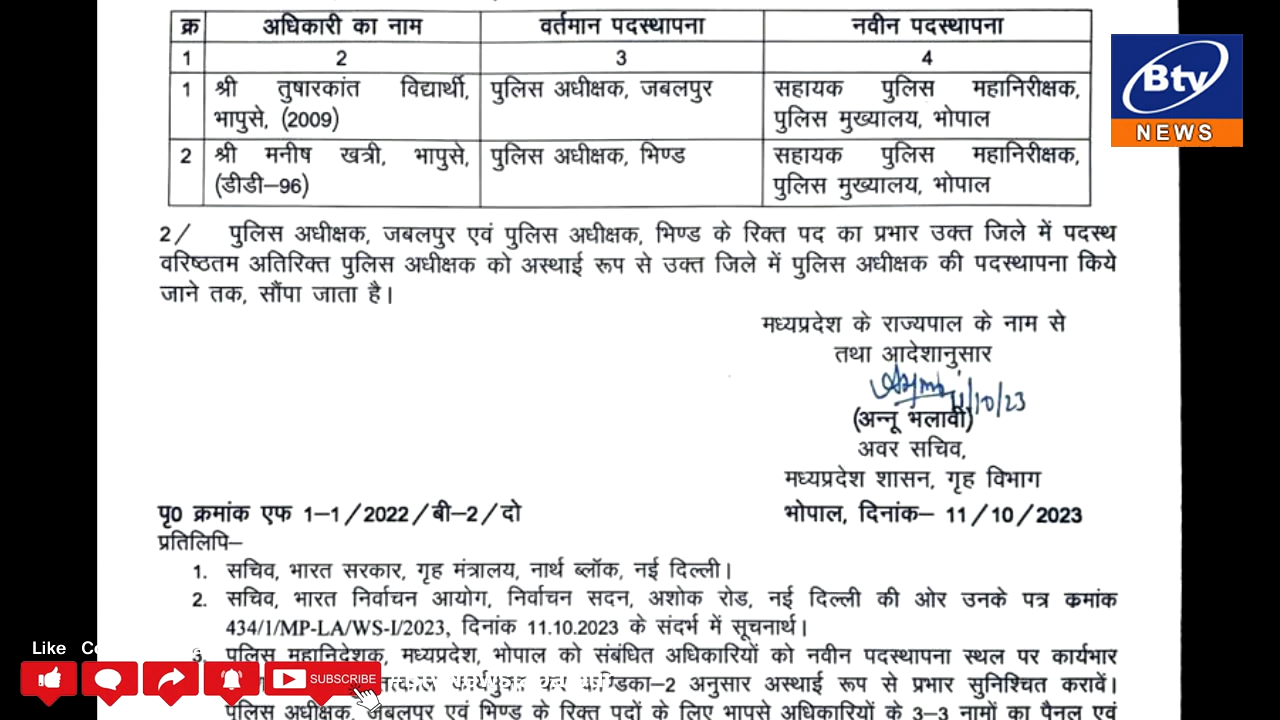 क्र अधिकारी का नाम वर्तमान पदस्थापना नवीन पदस्थापना
1 2 3 4
1 श्री तुषारकांत विद्यार्थी, पुलिस अधीक्षक, जबलपुर सहायक पुलिस महानिरीक्षक,
भापुसे, (2009) पुलिस मुख्यालय, भोपाल
2 श्री मनीष खत्री, भापुसे, पुलिस अधीक्षक, भिण्ड सहायक पुलिस महानिरीक्षक,
(डीडी–96) पुलिस मुख्यालय, भोपाल
Btv
NEWS
2/ पुलिस अधीक्षक, जबलपुर एवं पुलिस अधीक्षक, भिण्ड के रिक्त पद का प्रभार उक्त जिले में पदस्थ
वरिष्ठतम अतिरिक्त पुलिस अधीक्षक को अस्थाई रूप से उक्त जिले में पुलिस अधीक्षक की पदस्थापना किये
जाने तक, सौंपा जाता है।
मध्यप्रदेश के राज्यपाल के नाम से
तथा आदेशानुसार
11/10/23
(अन्नू भलावी)
अवर सचिव,
मध्यप्रदेश शासन, गृह विभाग
पृ0 क्रमांक एफ 1–1/2022/बी–2/दो भोपाल, दिनांक– 11/10/2023
प्रतिलिपि–
1. सचिव, भारत सरकार, गृह मंत्रालय, नार्थ ब्लॉक, नई दिल्ली।
2. सचिव, भारत निर्वाचन आयोग, निर्वाचन सदन, अशोक रोड, नई दिल्ली की ओर उनके पत्र क्रमांक
434/1/MP-LA/WS-I/2023, दिनांक 11.10.2023 के संदर्भ में सूचनार्थ।
Like
3. पुलिस महानिदेशक, मध्यप्रदेश, भोपाल को संबंधित अधिकारियों को नवीन पदस्थापना स्थल पर कार्यभार
SUBSCRIBE
अनुसार अस्थाई रूप से प्रभार सुनिश्चित करावें।
पुलिस अधीक्षक, जबलपुर एवं भिण्ड के रिक्त पदों के लिए भापुसे अधिकारियों के 3–3 नामों का पैनल एवं